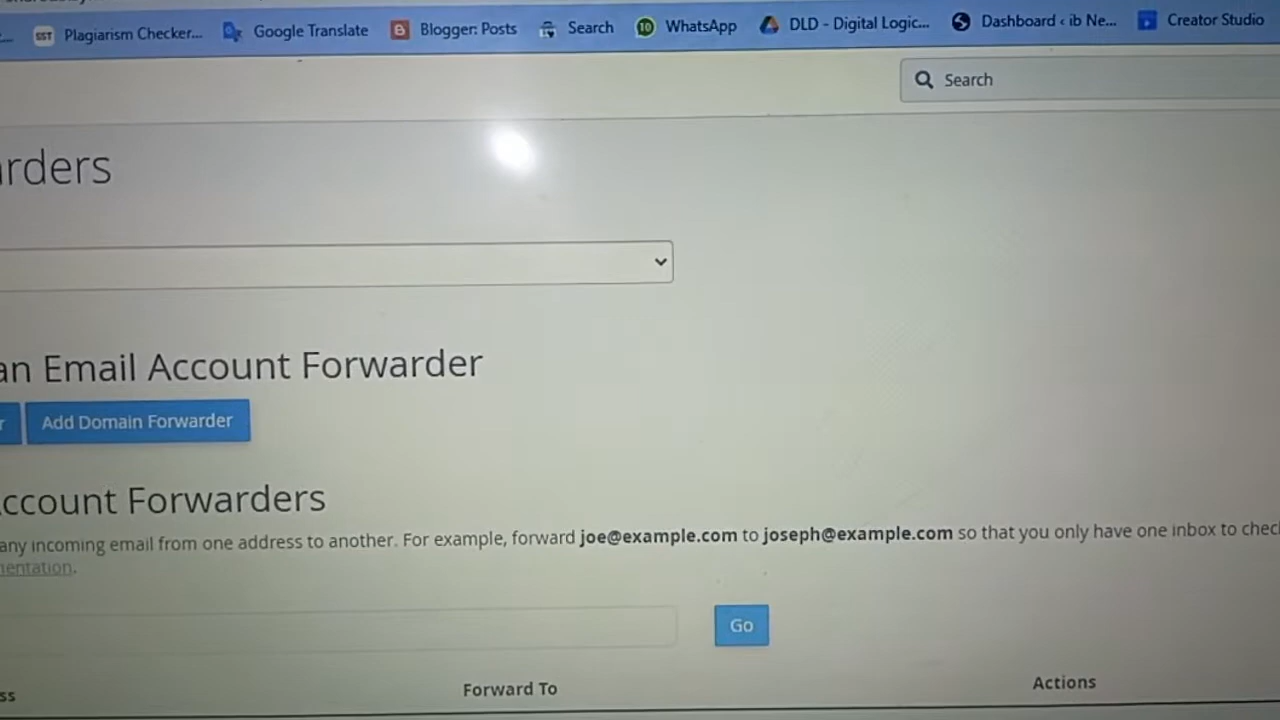 SST Plagiarism Checker... Google Translate Blogger: Posts Search 10 WhatsApp DLD - Digital Logic... Dashboard ‹ ib Ne... Creator Studio
Search
rders
an Email Account Forwarder
r Add Domain Forwarder
ccount Forwarders
any incoming email from one address to another. For example, forward joe@example.com to joseph@example.com so that you only have one inbox to chec
entation.
Go
ss Forward To Actions